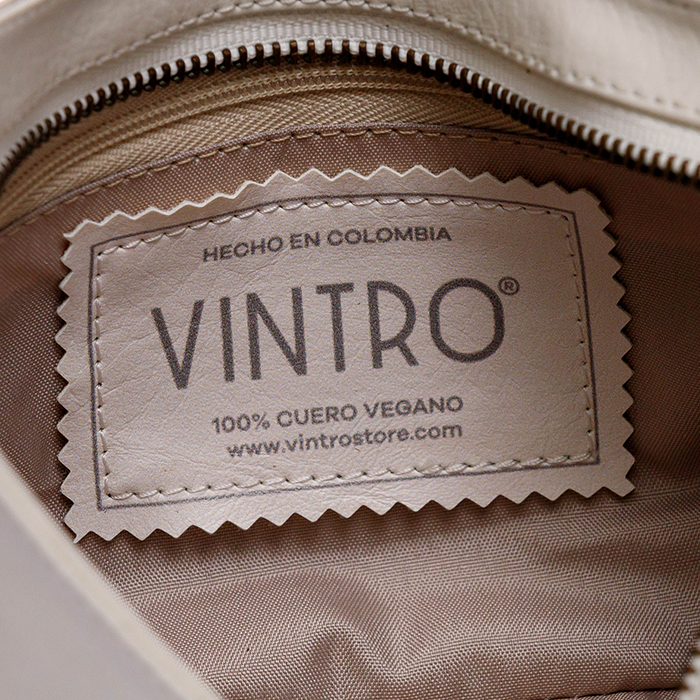 HECHO EN COLOMBIA
VINTRO®
100% CUERO VEGANO
www.vintrostore.com